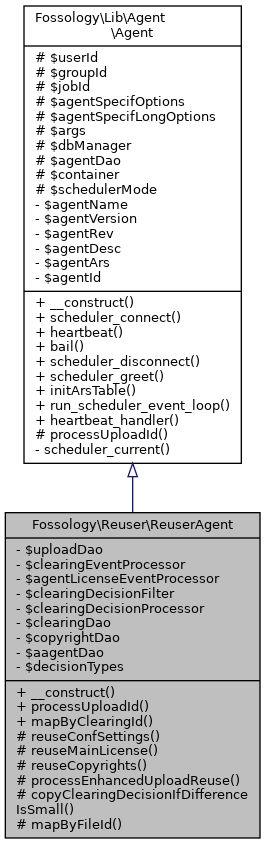 Fossology\Lib\Agent
\Agent
# $userId
# $groupId
# $jobId
# $agentSpecifOptions
# $agentSpecifLongOptions
# $args
# $dbManager
# $agentDao
# $container
# $schedulerMode
- $agentName
- $agentVersion
- $agentRev
- $agentDesc
- $agentArs
- $agentId
+ __construct()
+ scheduler_connect()
+ heartbeat()
+ bail()
+ scheduler_disconnect()
+ scheduler_greet()
+ initArsTable()
+ run_scheduler_event_loop()
+ heartbeat_handler()
# processUploadId()
- scheduler_current()
Fossology\Reuser\ReuserAgent
- $uploadDao
- $clearingEventProcessor
- $agentLicenseEventProcessor
- $clearingDecisionFilter
- $clearingDecisionProcessor
- $clearingDao
- $copyrightDao
- $aagentDao
- $decisionTypes
+ __construct()
+ processUploadId()
+ mapByClearingId()
# reuseConfSettings()
# reuseMainLicense()
# reuseCopyrights()
# processEnhancedUploadReuse()
# copyClearingDecisionIfDifference
IsSmall()
# mapByFileId()